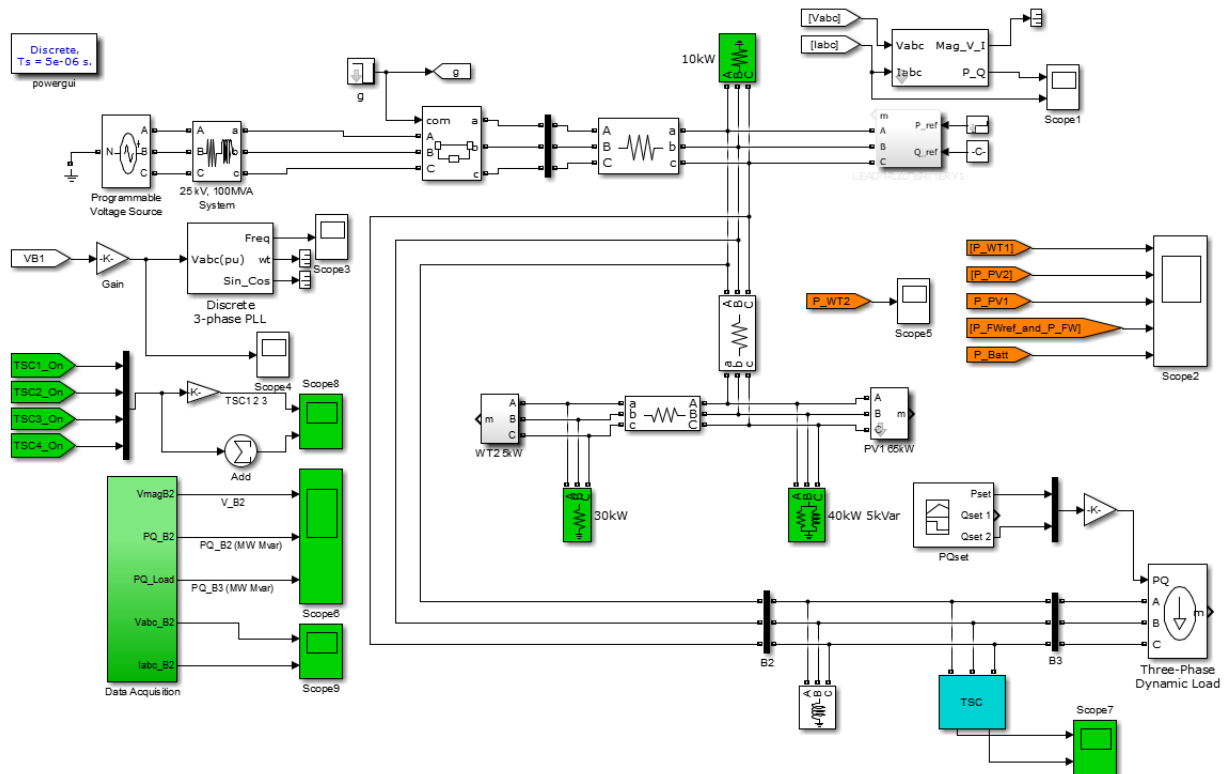 Discrete,
Ts = 5e-06 s.
powergui
g
g
10kW
A B C
[Vabc]
[Iabc]
Vabc Mag_V_I
Iabc P_Q
Scope1
N A B C
Programmable
Voltage Source
A a
B b
C c
25 kV, 100MVA
System
com a
A
B b
C c
A a
B b
C c
m
A P_ref
B
C Q_ref
-C-
VB1
-K-
Gain
Freq
Vabc(pu) wt
Sin_Cos
Discrete
3-phase PLL
Scope3
Scope4
A B C
a b c
P_WT2
Scope5
[P_WT1]
[P_PV2]
P_PV1
[P_FWref_and_P_FW]
P_Batt
Scope2
TSC1_On
TSC2_On
TSC3_On
TSC4_On
-K-
TSC1 2 3
Add
Scope8
m A
B
C
WT2 5kW
a A
b B
c C
A
B m
C
PV1 65kW
A B C
30kW
A B C
40kW 5kVar
VmagB2
V_B2
PQ_B2
PQ_B2 (MW Mvar)
PQ_Load
PQ_B3 (MW Mvar)
Scope6
Vabc_B2
Iabc_B2
Data Acquisition
Scope9
Pset
Qset 1
Qset 2
PQset
-K-
PQ
A
B m
C
Three-Phase
Dynamic Load
B2
B3
A B C
TSC
Scope7